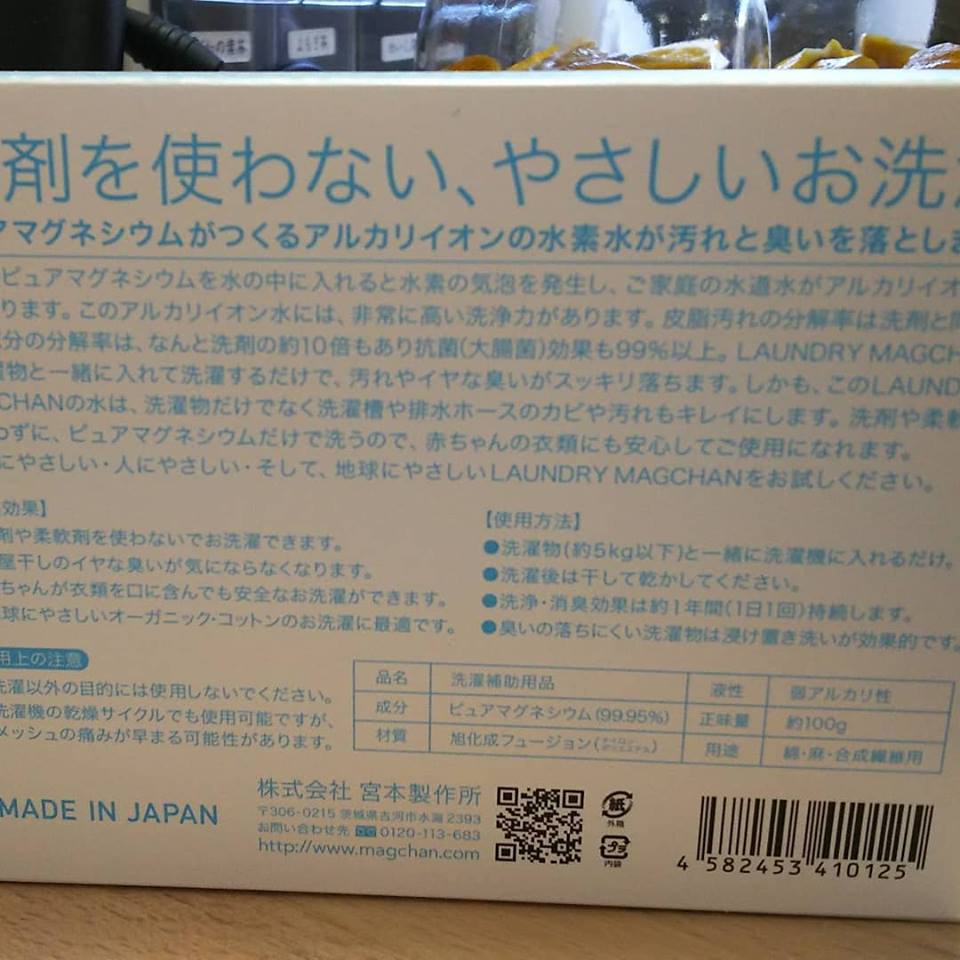 よもぎ茶
剤を使わない、やさしいお洗
マグネシウムがつくるアルカリイオンの水素水が汚れと臭いを落としま
ピュアマグネシウムを水の中に入れると水素の気泡を発生し、ご家庭の水道水がアルカリイオ
ります。このアルカリイオン水には、非常に高い洗浄力があります。皮脂汚れの分解率は洗剤と同
分の分解率は、なんと洗剤の約10倍もあり抗菌(大腸菌)効果も99%以上。LAUNDRY MAGCH
物と一緒に入れて洗濯するだけで、汚れやイヤな臭いがスッキリ落ちます。しかも、このLAUND
CHANの水は、洗濯物だけでなく洗濯槽や排水ホースのカビや汚れもキレイにします。洗剤や柔軟
わずに、ピュアマグネシウムだけで洗うので、赤ちゃんの衣類にも安心してご使用になれます。
にやさしい・人にやさしい・そして、地球にやさしいLAUNDRY MAGCHANをお試しください。
効果】
剤や柔軟剤を使わないでお洗濯できます。
屋干しのイヤな臭いが気にならなくなります。
ちゃんが衣類を口に含んでも安全なお洗濯ができます。
球にやさしいオーガニック・コットンのお洗濯に最適です。
【使用方法】
●洗濯物(約5kg以下)と一緒に洗濯機に入れるだけ。
●洗濯後は干して乾かしてください。
●洗浄・消臭効果は約1年間(1日1回)持続します。
●臭いの落ちにくい洗濯物は浸け置き洗いが効果的です。
用上の注意
洗濯以外の目的には使用しないでください。
洗濯機の乾燥サイクルでも使用可能ですが、
メッシュの痛みが早まる可能性があります。
品名 洗濯補助用品 液性 弱アルカリ性
成分 ピュアマグネシウム(99.95%) 正味量 約100g
材質 旭化成フュージョン(ナイロン ポリエステル) 用途 綿・麻・合成繊維用
MADE IN JAPAN
株式会社 宮本製作所
〒306-0215 茨城県古河市水海2393
お問い合わせ先 0120-113-683
http://www.magchan.com
紙
外箱
プラ
内袋
4 582453 410125